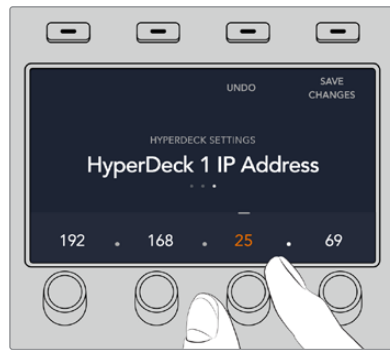 UNDO
SAVE
CHANGES
HYPERDECK SETTINGS
HyperDeck 1 IP Address
192 . 168 . 25 . 69